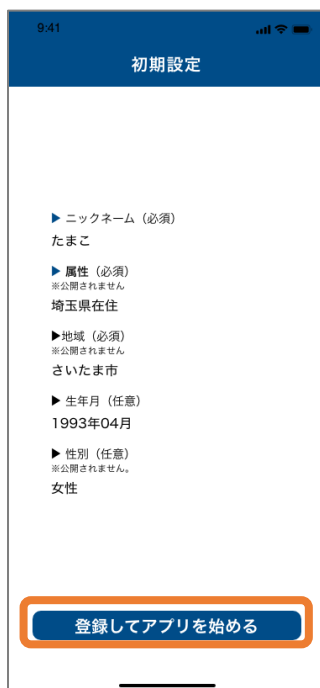 9:41
初期設定
▶ ニックネーム（必須）
たまこ
▶ 属性（必須）
※公開されません
埼玉県在住
▶地域（必須）
※公開されません
さいたま市
▶ 生年月（任意）
1993年04月
▶ 性別（任意）
※公開されません。
女性
登録してアプリを始める